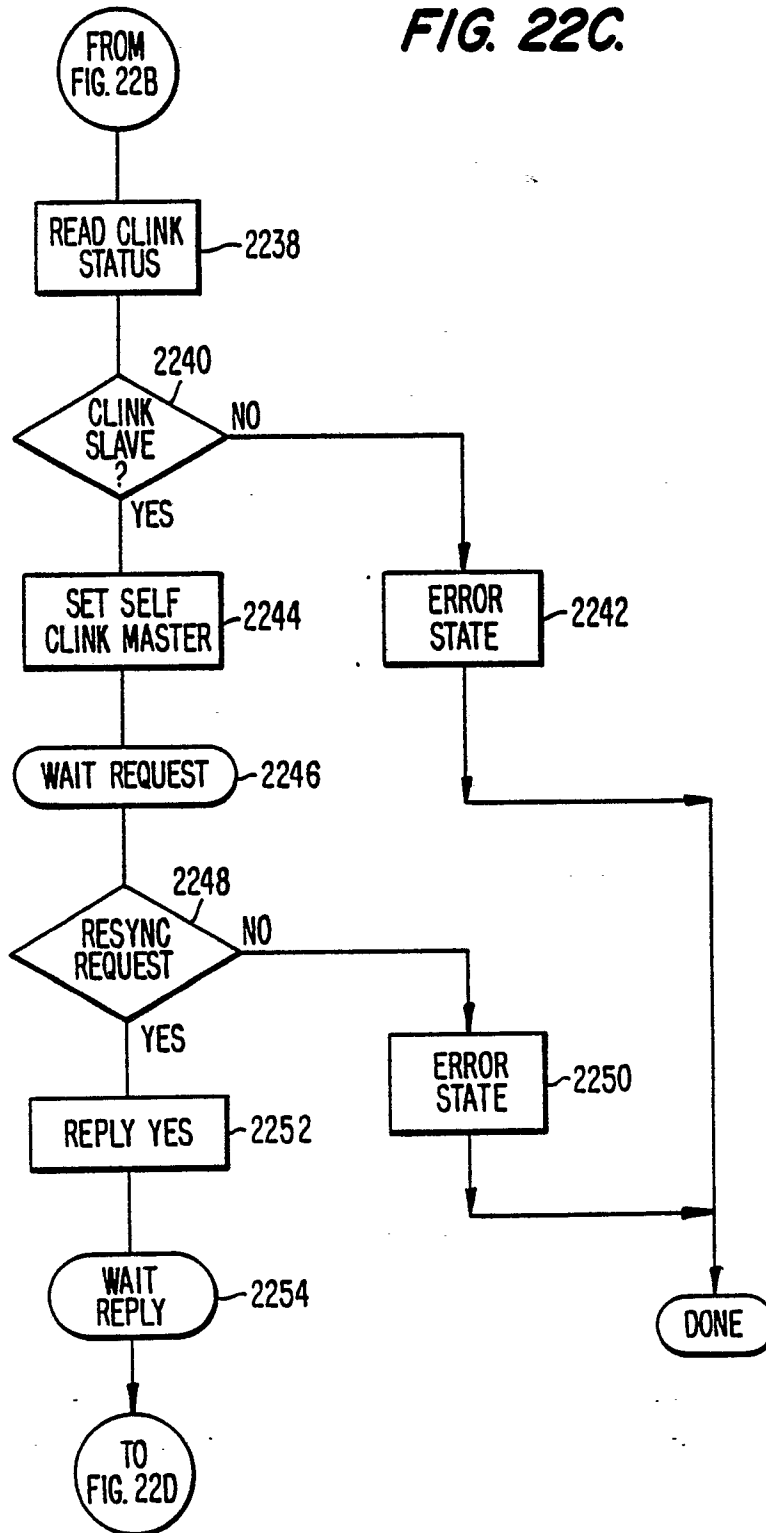 FIG. 22C.
FROM
FIG. 22B
READ CLINK
STATUS
2238
2240
CLINK
SLAVE
?
NO
YES
SET SELF
CLINK MASTER
2244
ERROR
STATE
2242
WAIT REQUEST
2246
2248
RESYNC
REQUEST
NO
YES
ERROR
STATE
2250
REPLY YES
2252
WAIT
REPLY
2254
DONE
TO
FIG. 22D